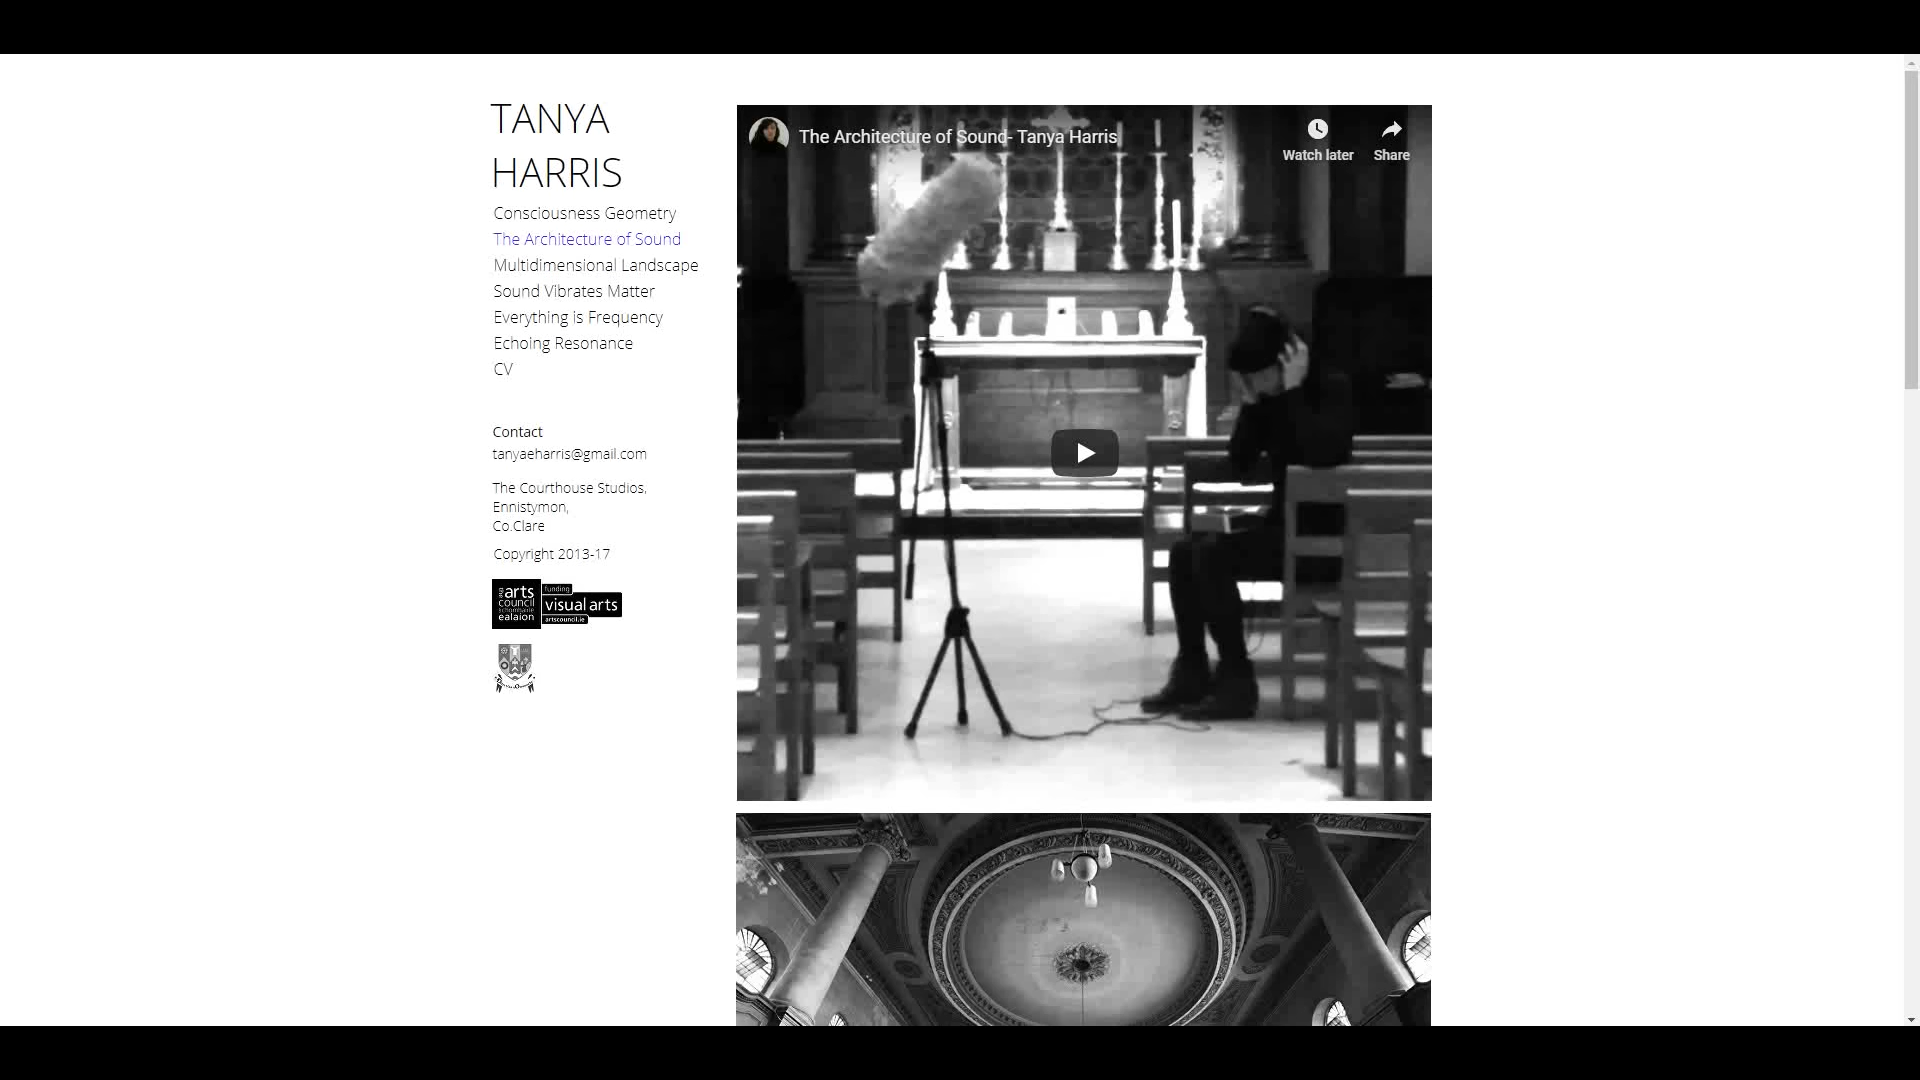 TANYA
HARRIS
Consciousness Geometry
The Architecture of Sound
Multidimensional Landscape
Sound Vibrates Matter
Everything is Frequency
Echoing Resonance
CV
Contact
tanyaeharris@gmail.com
The Courthouse Studios,
Ennistymon,
Co.Clare
Copyright 2013-17
the arts
council
ealaíon
funding
visual arts
artscouncil.ie
The Architecture of Sound- Tanya Harris
Watch later
Share